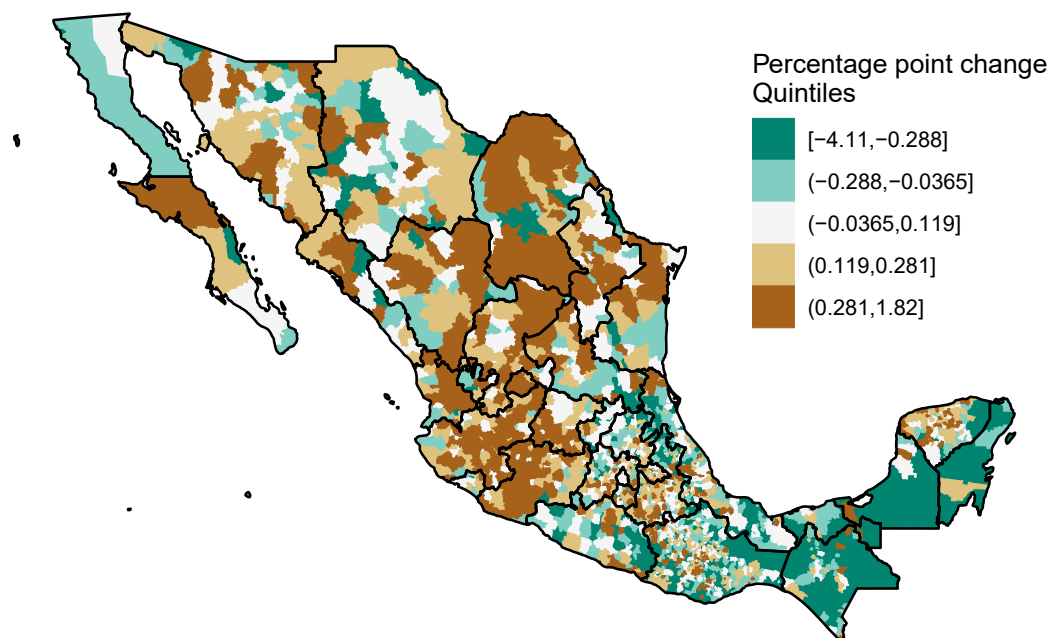 Percentage point change
Quintiles
[−4.11,−0.288]
(−0.288,−0.0365]
(−0.0365,0.119]
(0.119,0.281]
(0.281,1.82]